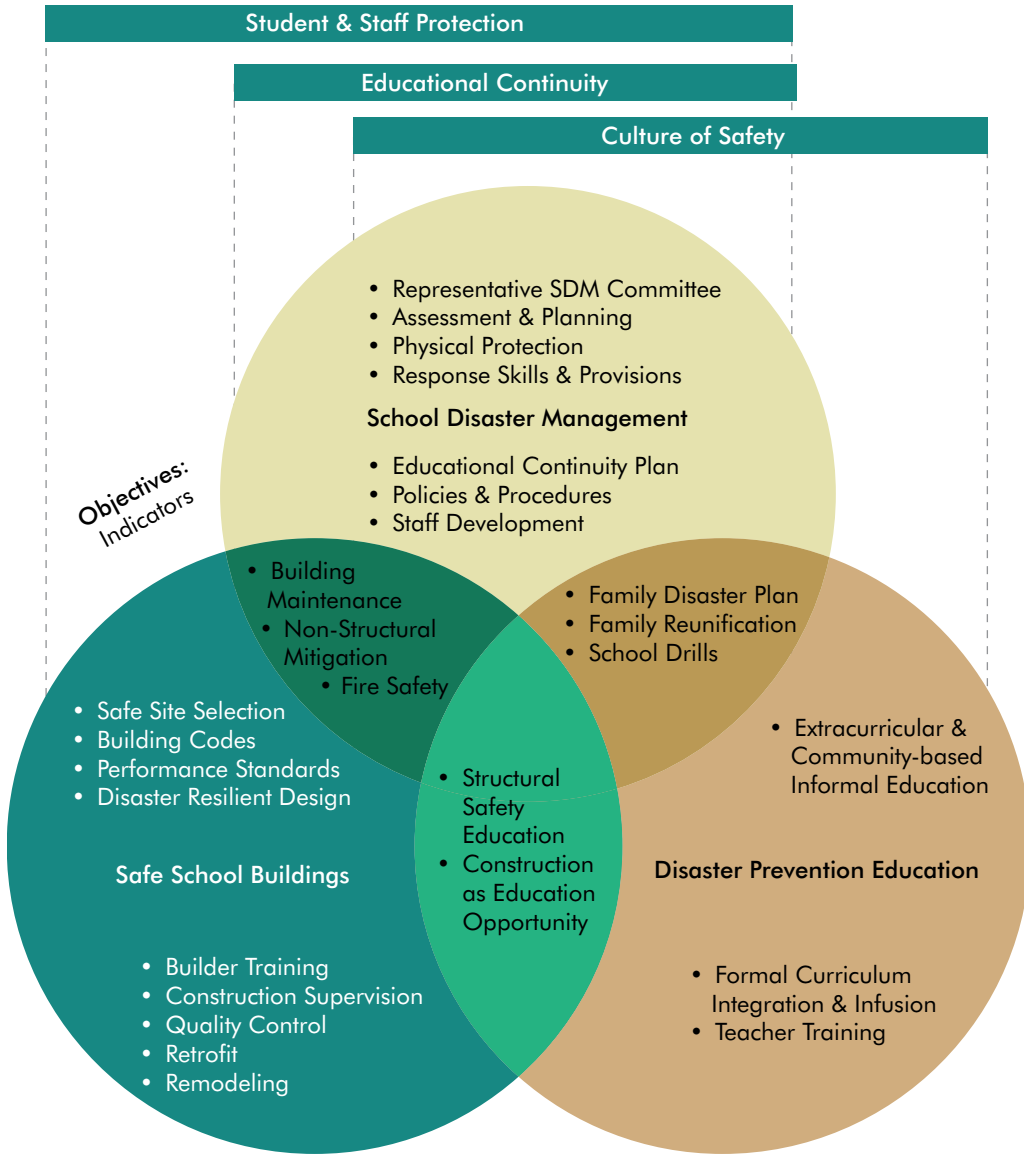 Student & Staff Protection
Educational Continuity
Culture of Safety
• Representative SDM Committee
• Assessment & Planning
• Physical Protection
• Response Skills & Provisions
School Disaster Management
• Educational Continuity Plan
• Policies & Procedures
• Staff Development
Objectives:
Indicators
• Building
Maintenance
• Non-Structural
Mitigation
• Fire Safety
• Family Disaster Plan
• Family Reunification
• School Drills
• Safe Site Selection
• Building Codes
• Performance Standards
• Disaster Resilient Design
Safe School Buildings
• Builder Training
• Construction Supervision
• Quality Control
• Retrofit
• Remodeling
• Structural
Safety
Education
• Construction
as Education
Opportunity
• Extracurricular &
Community-based
Informal Education
Disaster Prevention Education
• Formal Curriculum
Integration & Infusion
• Teacher Training